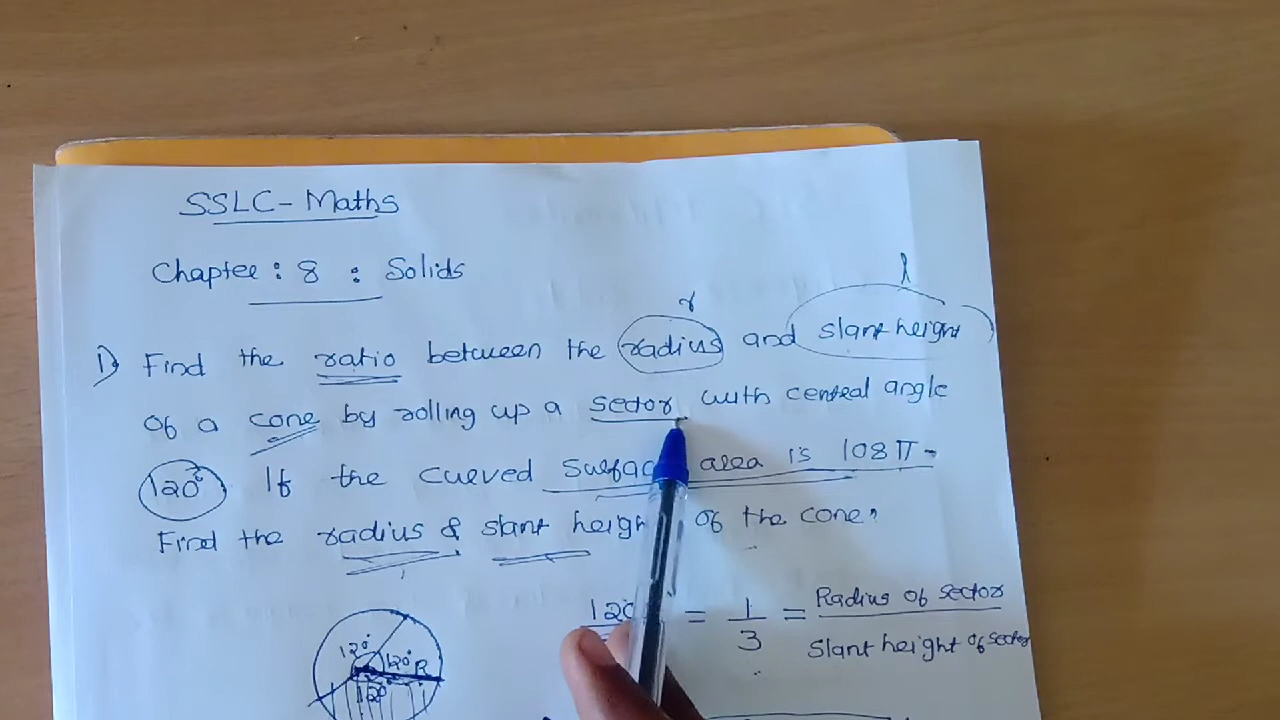 SSLC - Maths
Chapter : 8 : Solids
r l
1) Find the ratio between the radius and slant height
of a cone by rolling up a sector with central angle
120° If the curved surface area is 108π -
Find the radius & slant height of the cone?
120 = 1/3 = Radius of sector / Slant height of sector
120° 120° R
120°